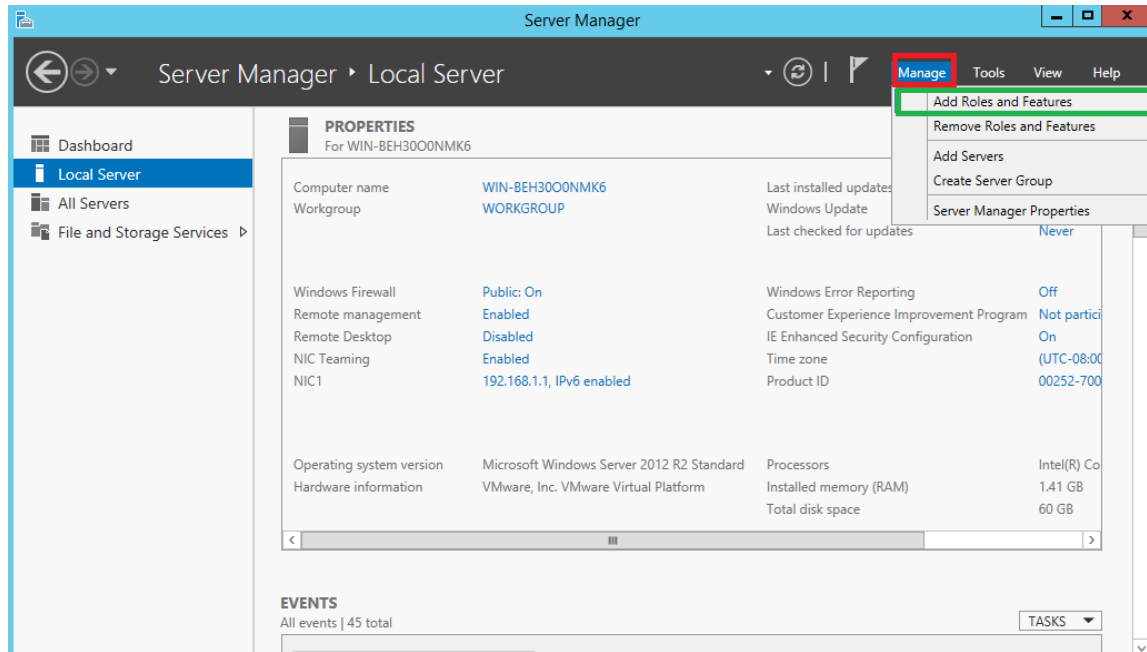 Server Manager
Server Manager ‣ Local Server
Manage Tools View Help
Add Roles and Features
Remove Roles and Features
Add Servers
Create Server Group
Server Manager Properties
Dashboard
Local Server
All Servers
File and Storage Services
PROPERTIES
For WIN-BEH30O0NMK6
Computer name WIN-BEH30O0NMK6 Last installed updates
Workgroup WORKGROUP Windows Update
Last checked for updates Never
Windows Firewall Public: On Windows Error Reporting Off
Remote management Enabled Customer Experience Improvement Program Not partici
Remote Desktop Disabled IE Enhanced Security Configuration On
NIC Teaming Enabled Time zone (UTC-08:00
NIC1 192.168.1.1, IPv6 enabled Product ID 00252-700
Operating system version Microsoft Windows Server 2012 R2 Standard Processors Intel(R) Co
Hardware information VMware, Inc. VMware Virtual Platform Installed memory (RAM) 1.41 GB
Total disk space 60 GB
EVENTS
All events | 45 total
TASKS